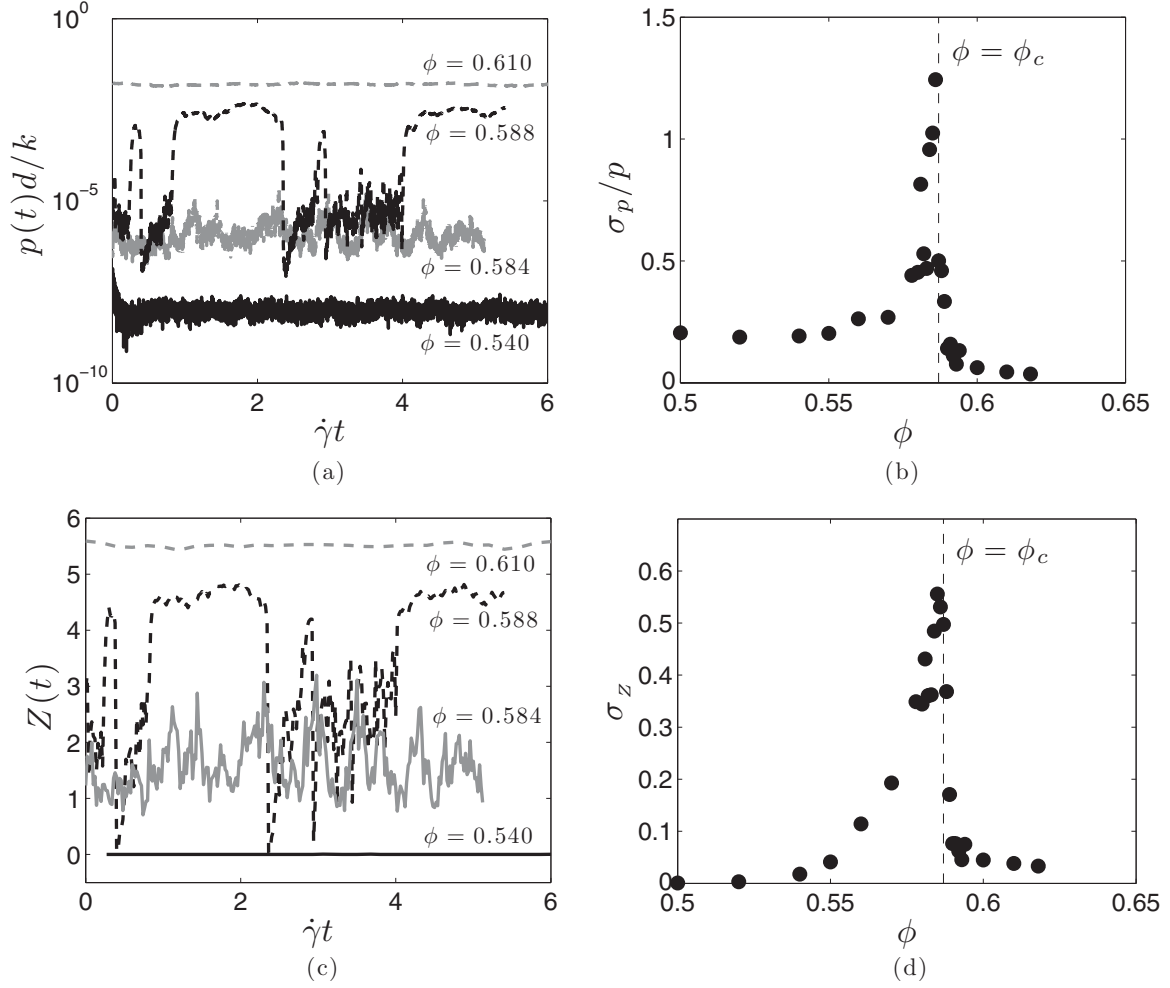 10⁰
10⁻⁵
10⁻¹⁰
p(t)d/k
ϕ = 0.610
ϕ = 0.588
ϕ = 0.584
ϕ = 0.540
0 2 4 6
γ̇t
(a)
1.5
1
0.5
0
σₚ/p
ϕ = ϕ_c
0.5 0.55 0.6 0.65
ϕ
(b)
6
5
4
3
2
1
0
Z(t)
ϕ = 0.610
ϕ = 0.588
ϕ = 0.584
ϕ = 0.540
0 2 4 6
γ̇t
(c)
0.6
0.5
0.4
0.3
0.2
0.1
0
σ_z
ϕ = ϕ_c
0.5 0.55 0.6 0.65
ϕ
(d)